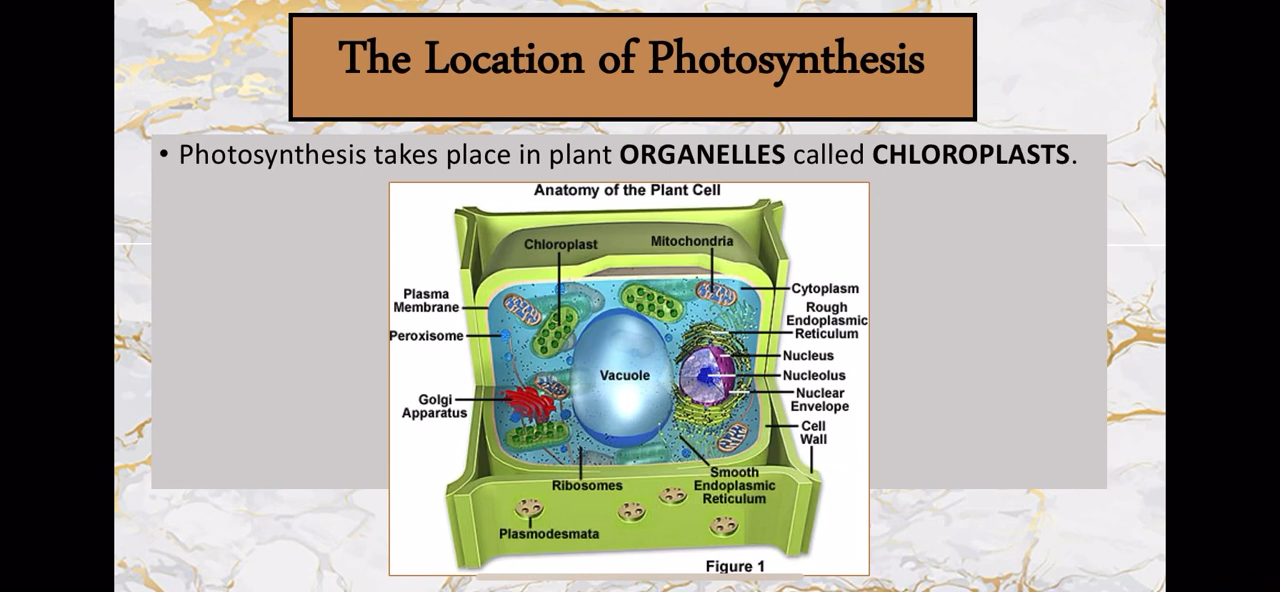 The Location of Photosynthesis
• Photosynthesis takes place in plant ORGANELLES called CHLOROPLASTS.
Anatomy of the Plant Cell
Chloroplast
Mitochondria
Plasma
Membrane
Cytoplasm
Rough
Endoplasmic
Reticulum
Peroxisome
Nucleus
Vacuole
Nucleolus
Nuclear
Envelope
Golgi
Apparatus
Cell
Wall
Ribosomes
Smooth
Endoplasmic
Reticulum
Plasmodesmata
Figure 1